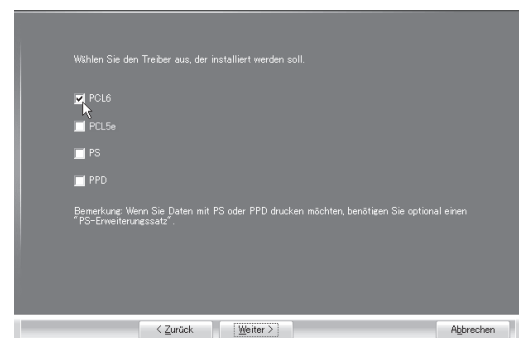 Wählen Sie den Treiber aus, der installiert werden soll.
PCL6
PCL5e
PS
PPD
Bemerkung: Wenn Sie Daten mit PS oder PPD drucken möchten, benötigen Sie optional einen
"PS-Erweiterungssatz".
< Zurück
Weiter >
Abbrechen